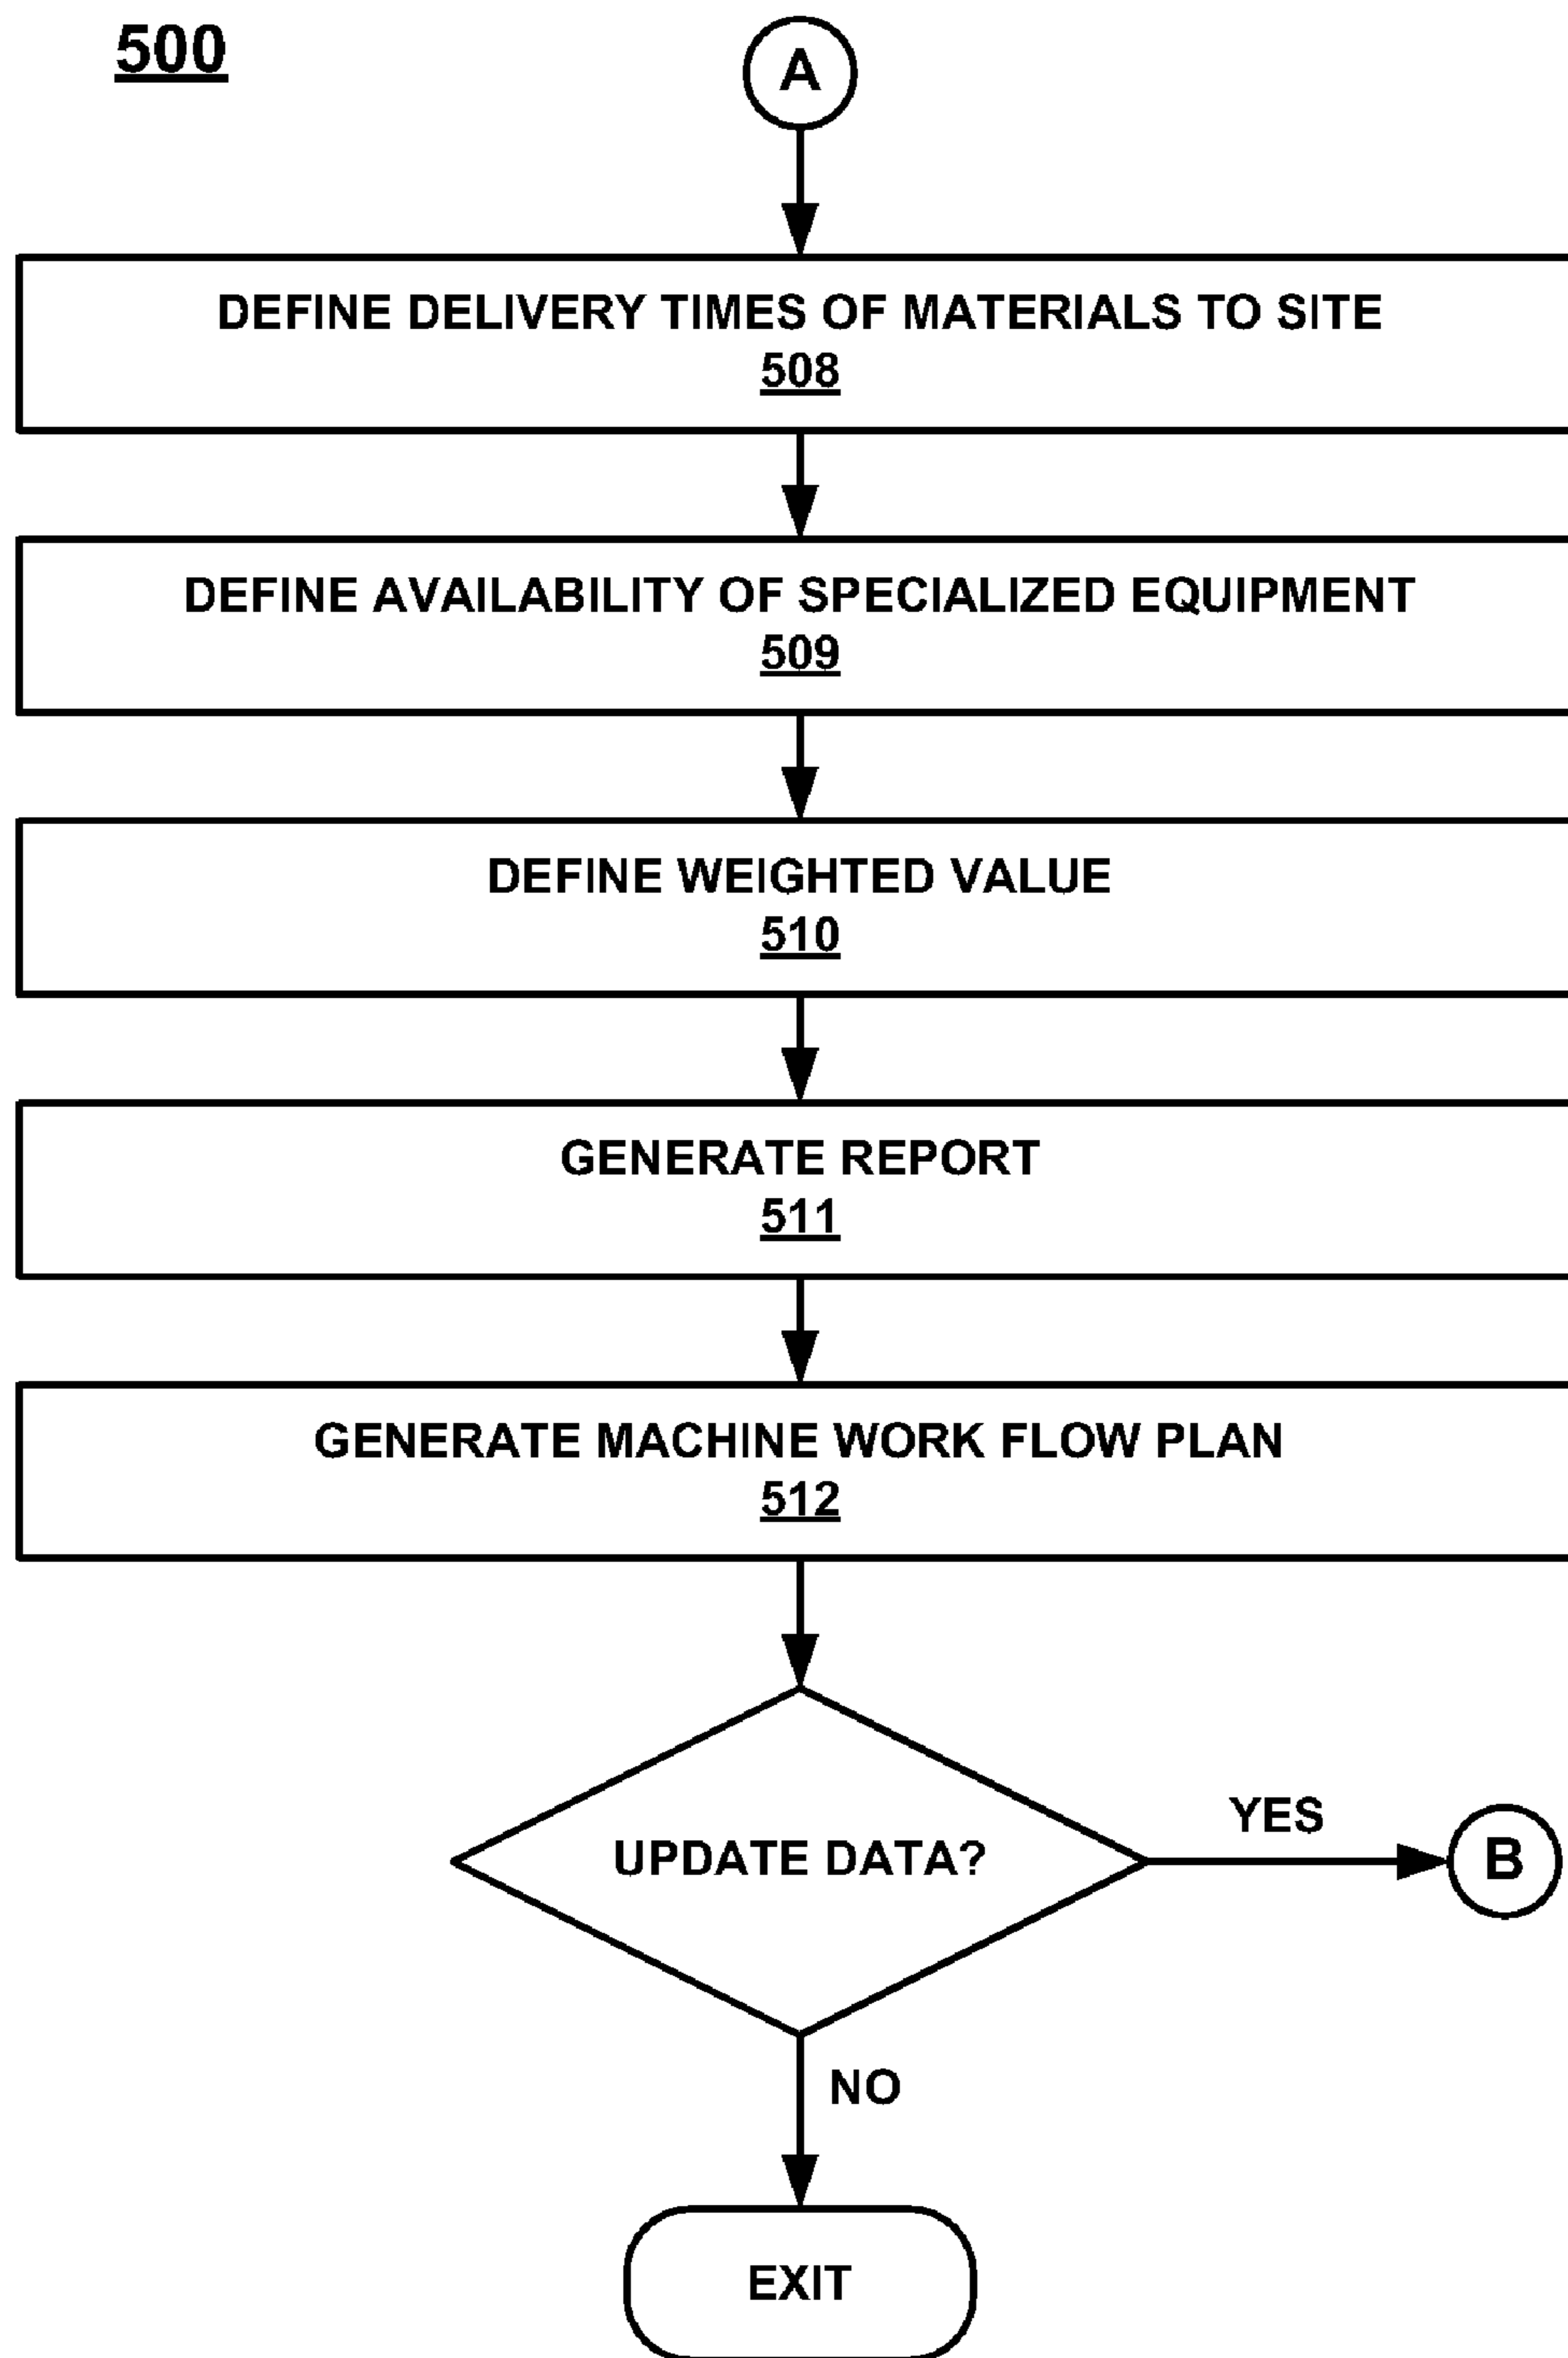 500
A
DEFINE DELIVERY TIMES OF MATERIALS TO SITE
508
DEFINE AVAILABILITY OF SPECIALIZED EQUIPMENT
509
DEFINE WEIGHTED VALUE
510
GENERATE REPORT
511
GENERATE MACHINE WORK FLOW PLAN
512
UPDATE DATA?
YES
B
NO
EXIT